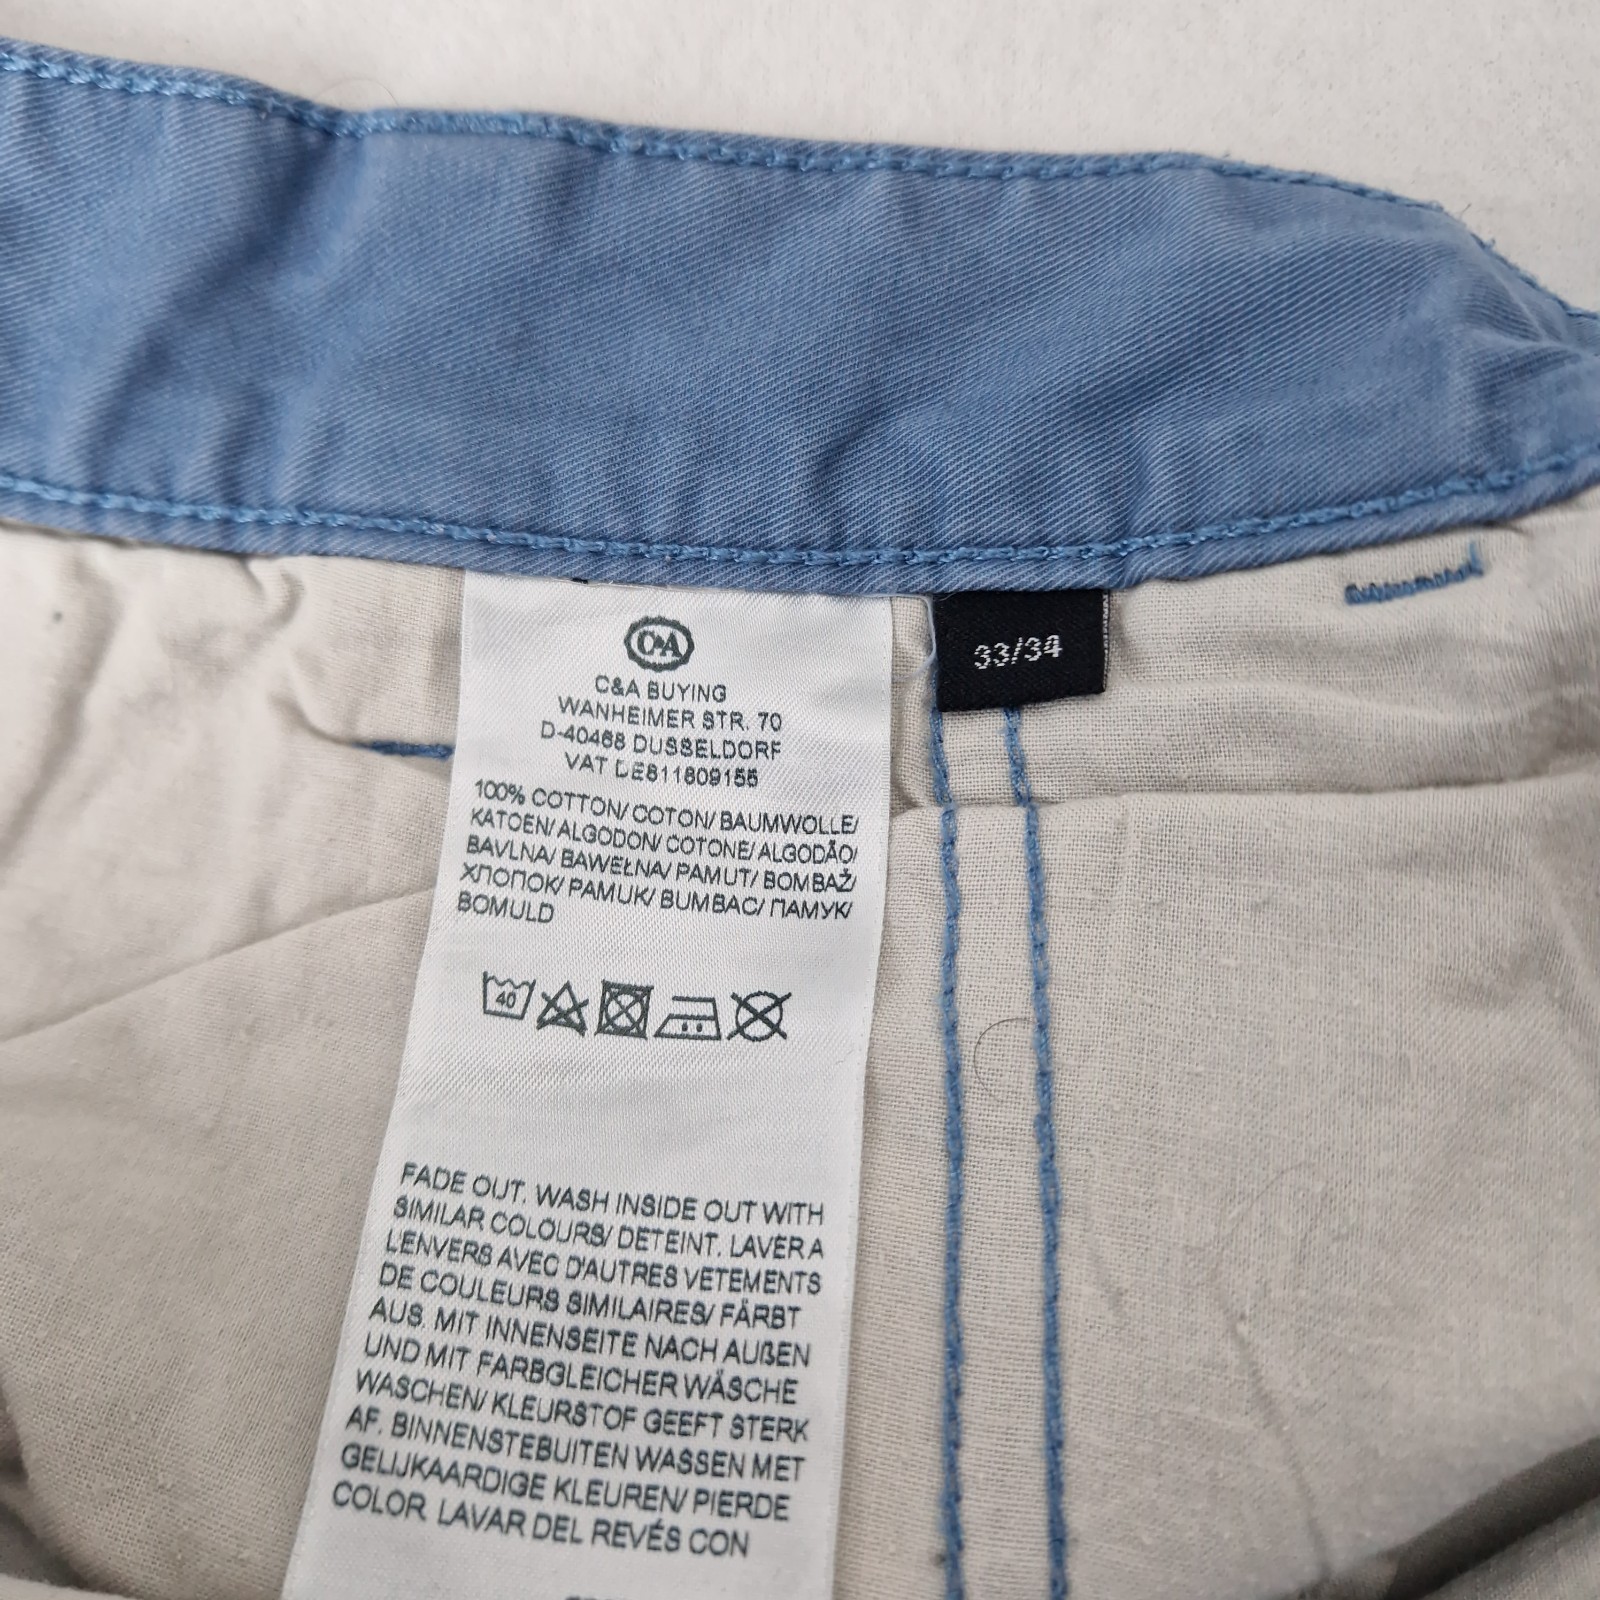 C&A
C&A BUYING
WANHEIMER STR. 70
D-40468 DUSSELDORF
VAT DE811809155
100% COTTON/ COTON/ BAUMWOLLE/
KATOEN/ ALGODON/ COTONE/ ALGODÃO/
BAVLNA/ BAWEŁNA/ PAMUT/ BOMBAŽ/
ХЛОПОК/ PAMUK/ BUMBAC/ ПАМУК/
BOMULD
40
FADE OUT. WASH INSIDE OUT WITH
SIMILAR COLOURS/ DETEINT. LAVER A
L'ENVERS AVEC D'AUTRES VETEMENTS
DE COULEURS SIMILAIRES/ FÄRBT
AUS. MIT INNENSEITE NACH AUßEN
UND MIT FARBGLEICHER WÄSCHE
WASCHEN/ KLEURSTOF GEEFT STERK
AF. BINNENSTEBUITEN WASSEN MET
GELIJKAARDIGE KLEUREN/ PIERDE
COLOR. LAVAR DEL REVÉS CON
33/34